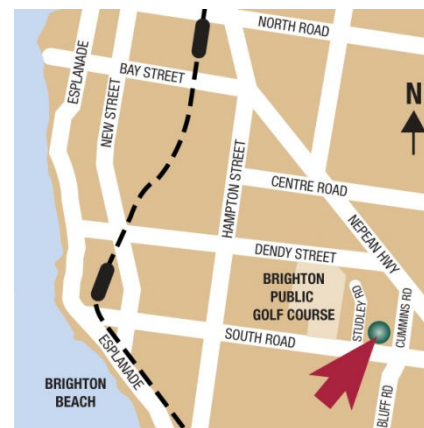 NORTH ROAD
ESPLANADE
BAY STREET
NEW STREET
N
HAMPTON STREET
CENTRE ROAD
NEPEAN HWY
DENDY STREET
BRIGHTON
PUBLIC
GOLF COURSE
STUDLEY RD
CUMMINS RD
SOUTH ROAD
ESPLANADE
BRIGHTON
BEACH
BLUFF RD